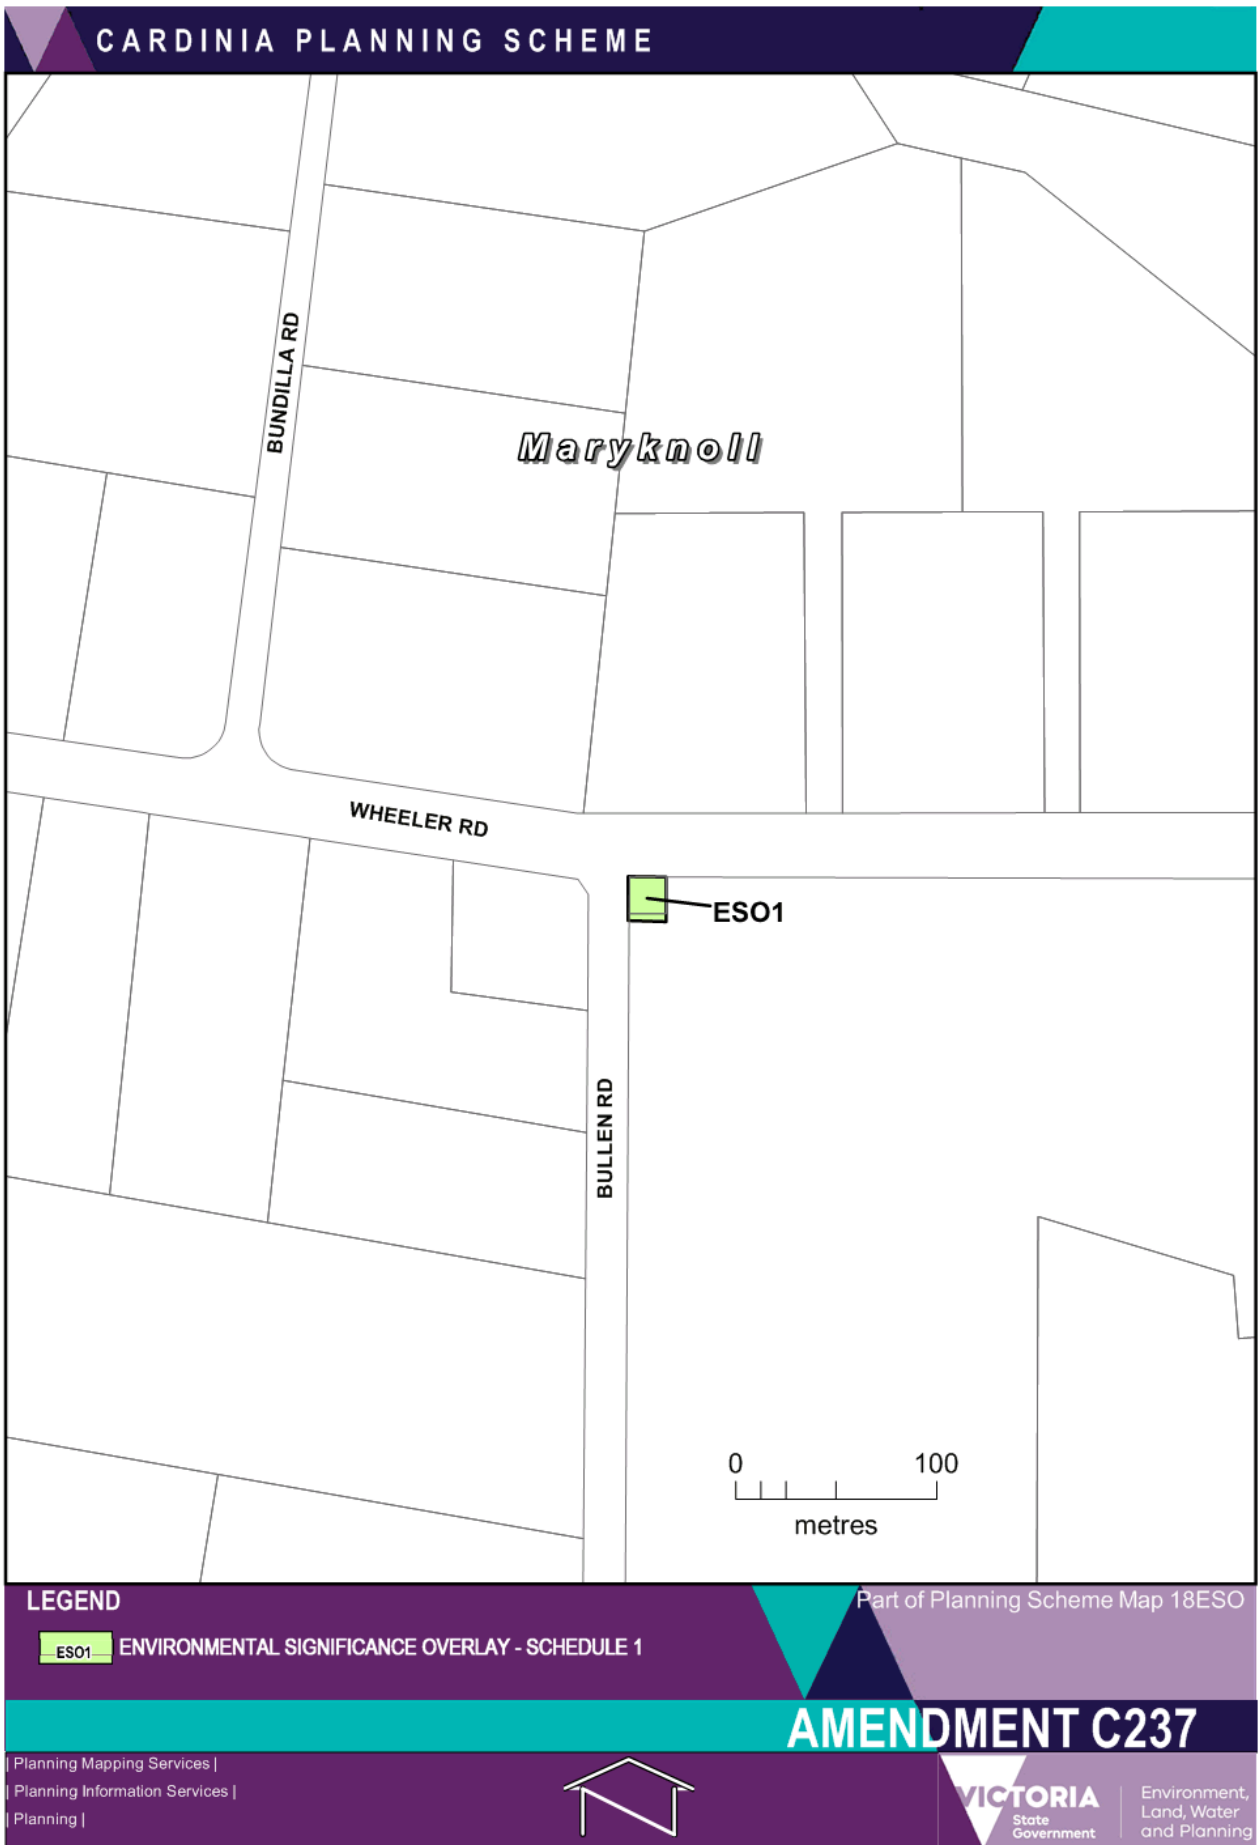 CARDINIA PLANNING SCHEME
BUNDILLA RD
Maryknoll
WHEELER RD
ESO1
BULLEN RD
0 100
metres
LEGEND
Part of Planning Scheme Map 18ESO
ESO1 ENVIRONMENTAL SIGNIFICANCE OVERLAY - SCHEDULE 1
AMENDMENT C237
| Planning Mapping Services |
| Planning Information Services |
| Planning |
N
VICTORIA
State
Government
Environment,
Land, Water
and Planning